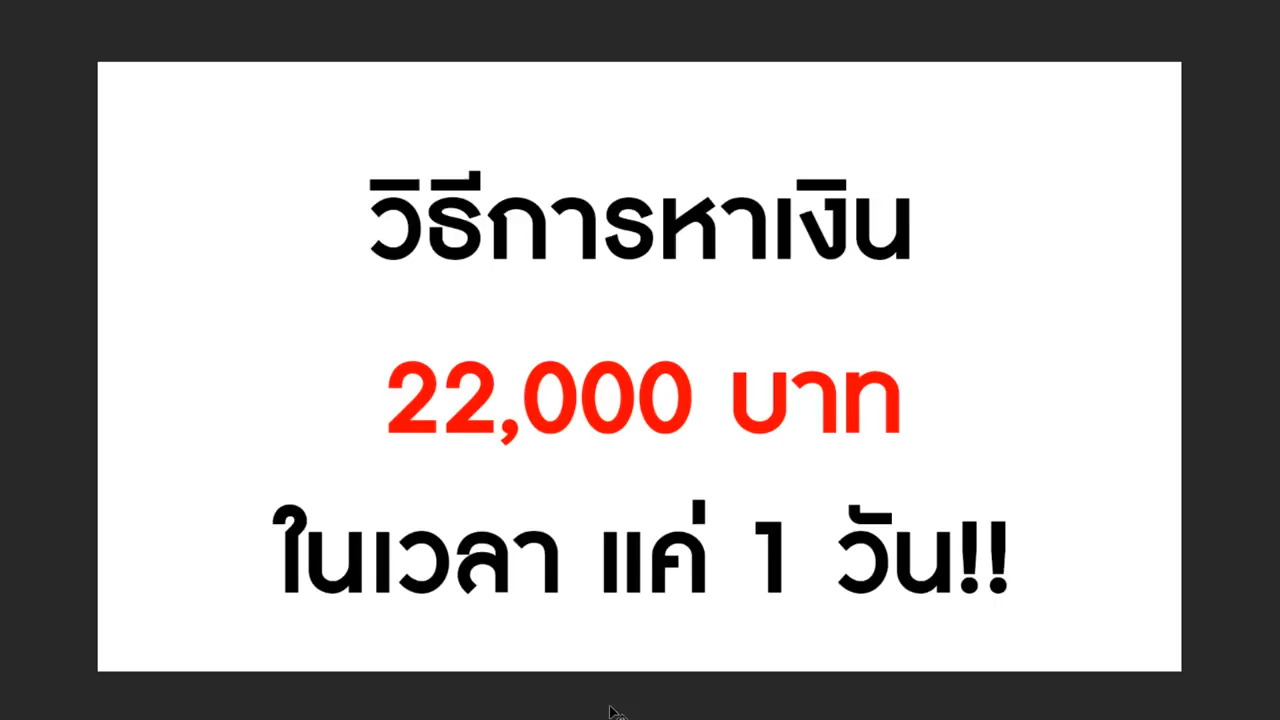 วิธีการหาเงิน
22,000 บาท
ในเวลา แค่ 1 วัน!!